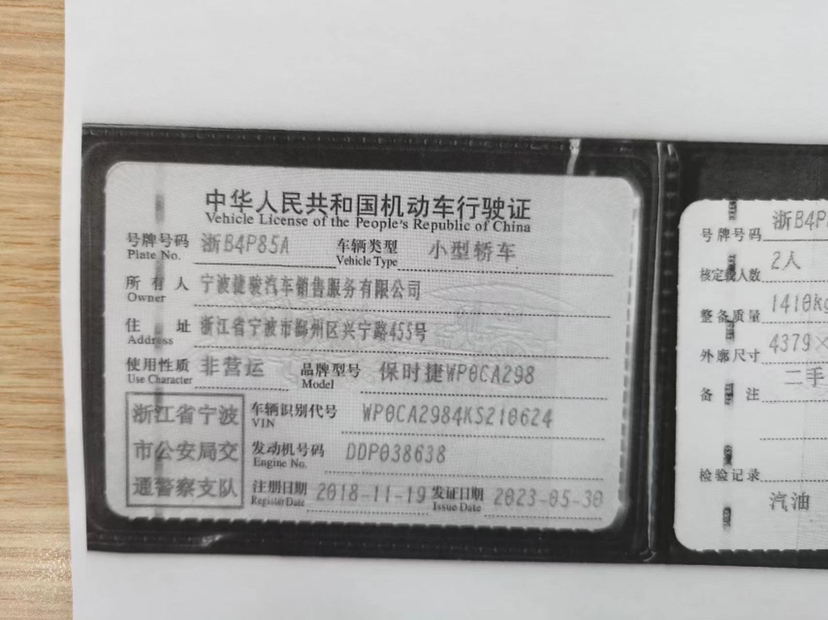 中华人民共和国机动车行驶证
Vehicle License of the People's Republic of China
号牌号码 浙B4P85A 车辆类型 小型轿车
Plate No. Vehicle Type
所有人 宁波捷骏汽车销售服务有限公司
Owner
住址 浙江省宁波市鄞州区兴宁路455号
Address
使用性质 非营运 品牌型号 保时捷WP0CA298
Use Character Model
浙江省宁波
市公安局交
通警察支队
车辆识别代号 WP0CA2984KS210624
VIN
发动机号码 DDP038638
Engine No.
注册日期 2018-11-19 发证日期 2023-05-30
Register Date Issue Date
号牌号码 浙B4P
核定载人数 2人
整备质量 1410kg
外廓尺寸 4379×
备注 二手
检验记录
汽油